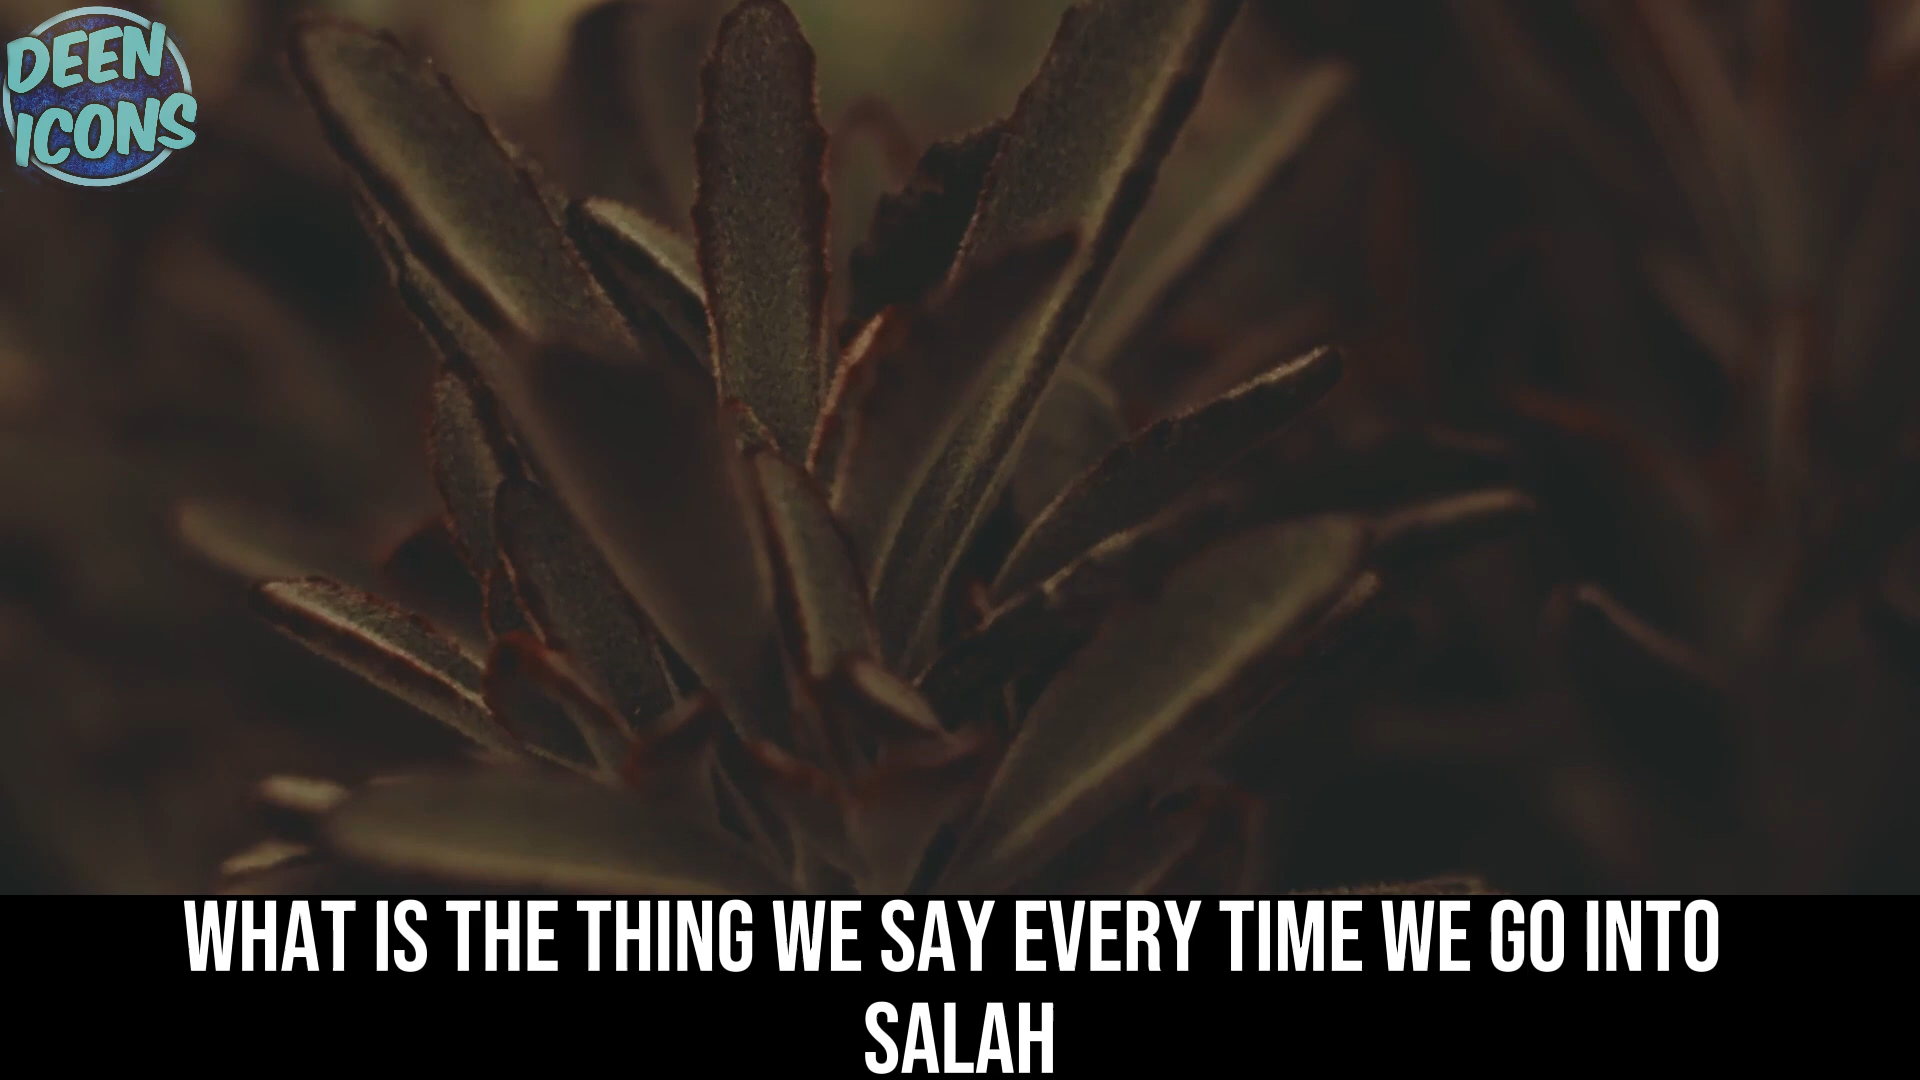 DEEN
ICONS
WHAT IS THE THING WE SAY EVERY TIME WE GO INTO
SALAH